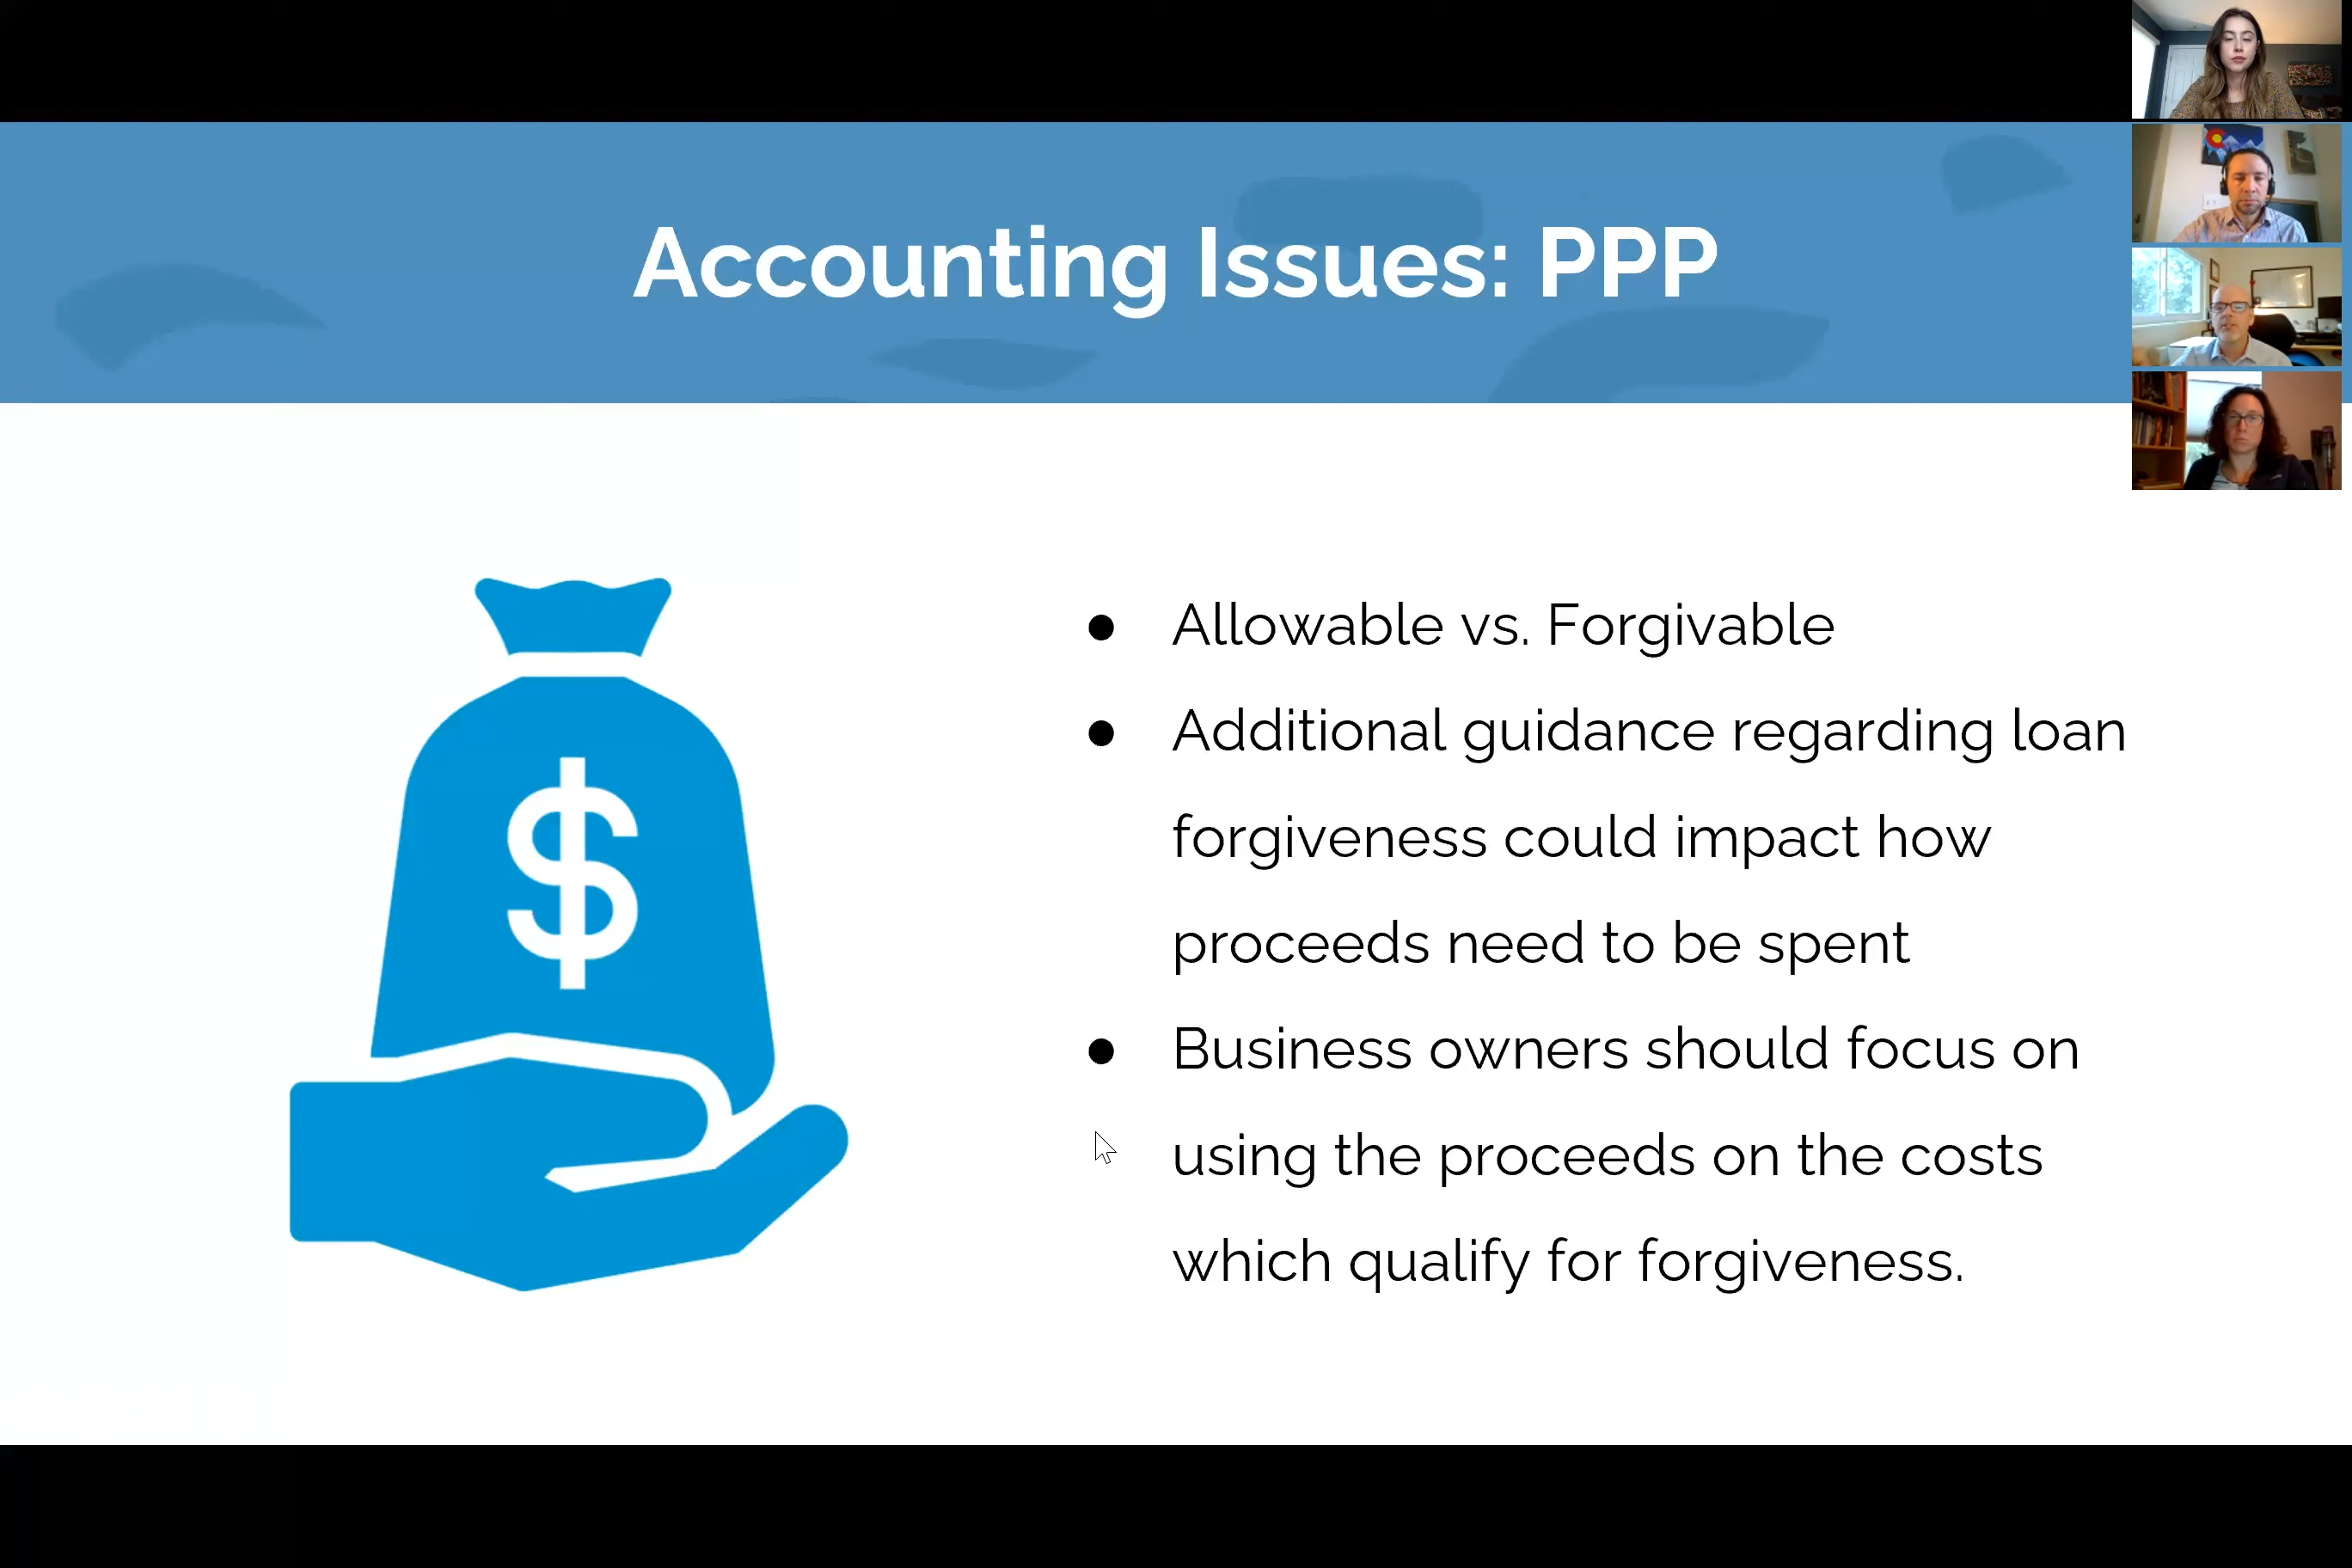 Accounting Issues: PPP
● Allowable vs. Forgivable
● Additional guidance regarding loan
forgiveness could impact how
proceeds need to be spent
● Business owners should focus on
using the proceeds on the costs
which qualify for forgiveness.
$